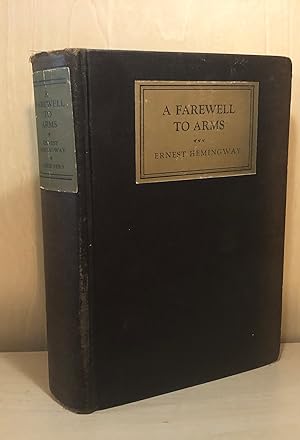 A
FAREWELL
TO
ARMS
ERNEST
HEMINGWAY
A FAREWELL
TO ARMS
ERNEST HEMINGWAY